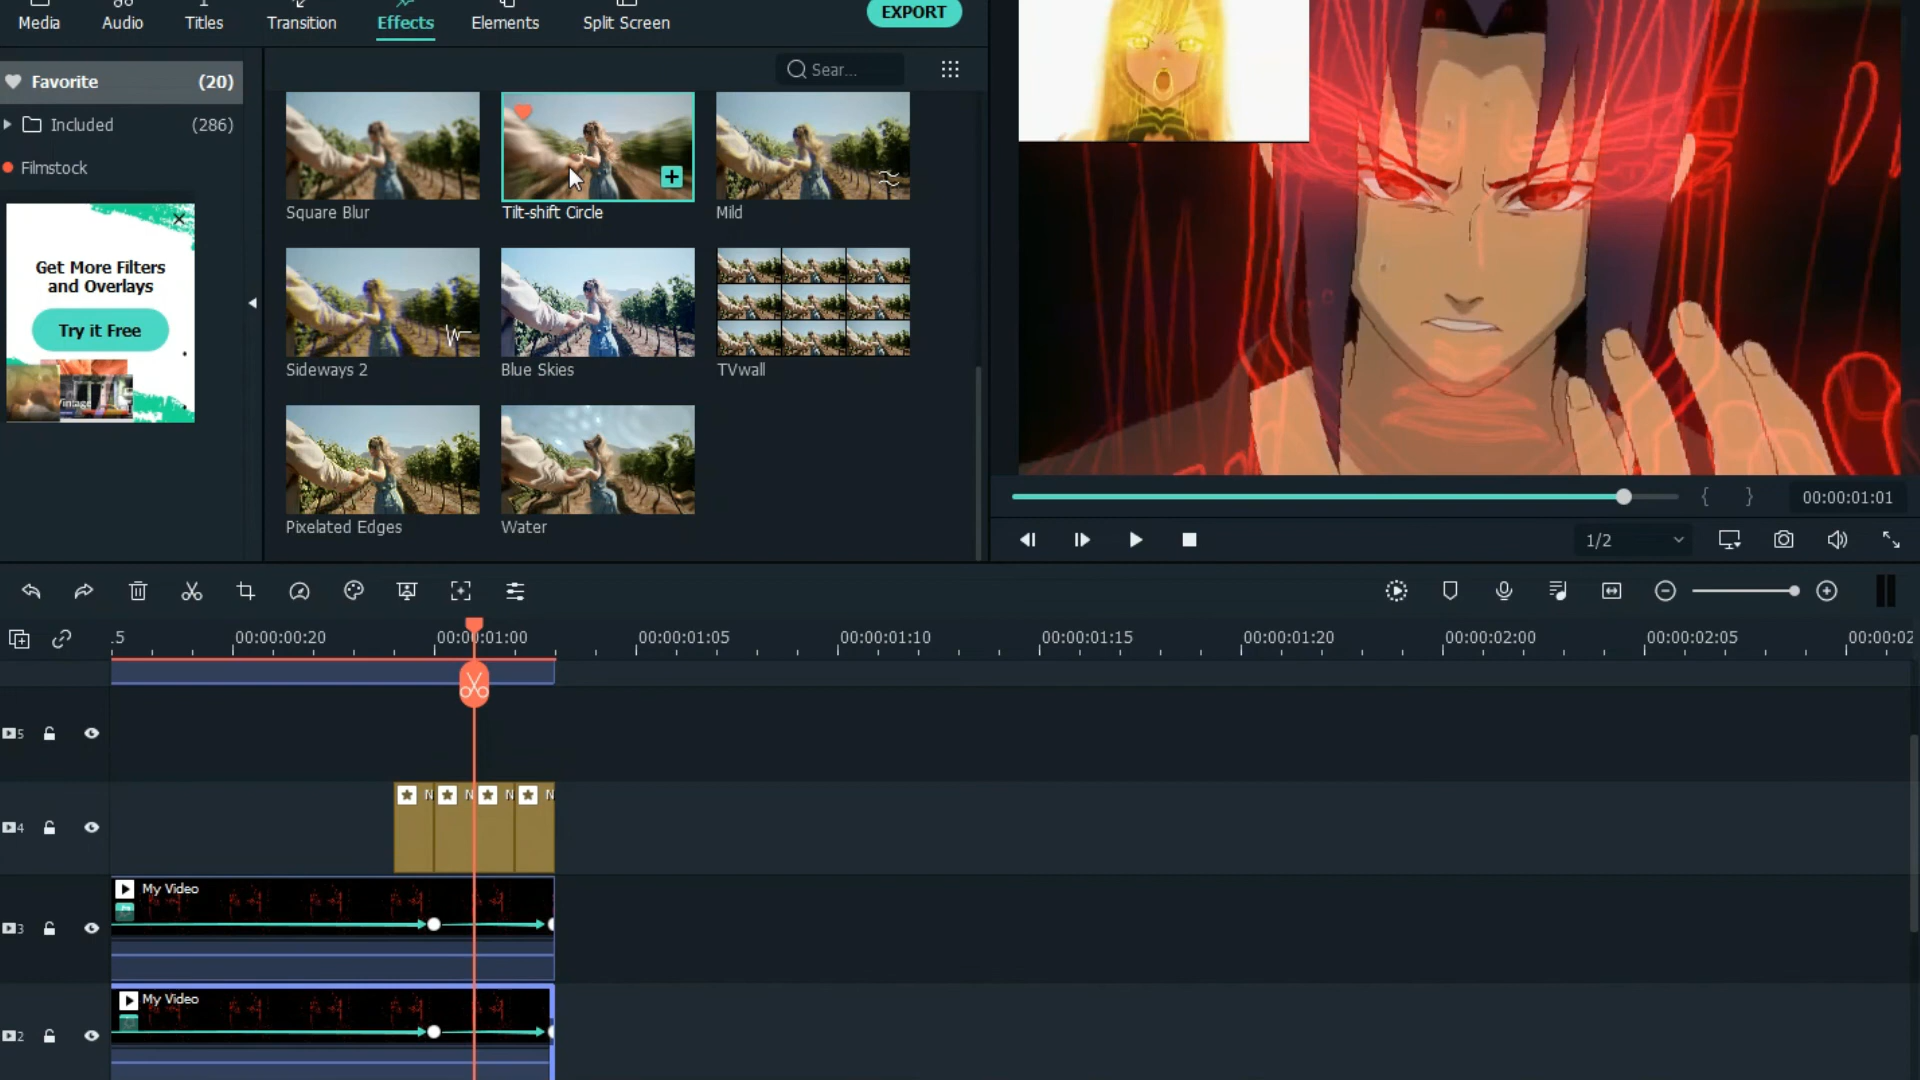 Media
Audio
Titles
Transition
Effects
Elements
Split Screen
EXPORT
Favorite (20)
Included (286)
Filmstock
Sear...
Get More Filters
and Overlays
Try it Free
Square Blur
Tilt-shift Circle
Mild
Sideways 2
Blue Skies
TVwall
Pixelated Edges
Water
{ }
00:00:01:01
1/2
.5
00:00:00:20
00:00:01:00
00:00:01:05
00:00:01:10
00:00:01:15
00:00:01:20
00:00:02:00
00:00:02:05
00:00:02
5
4
N
N
N
N
3
My Video
2
My Video